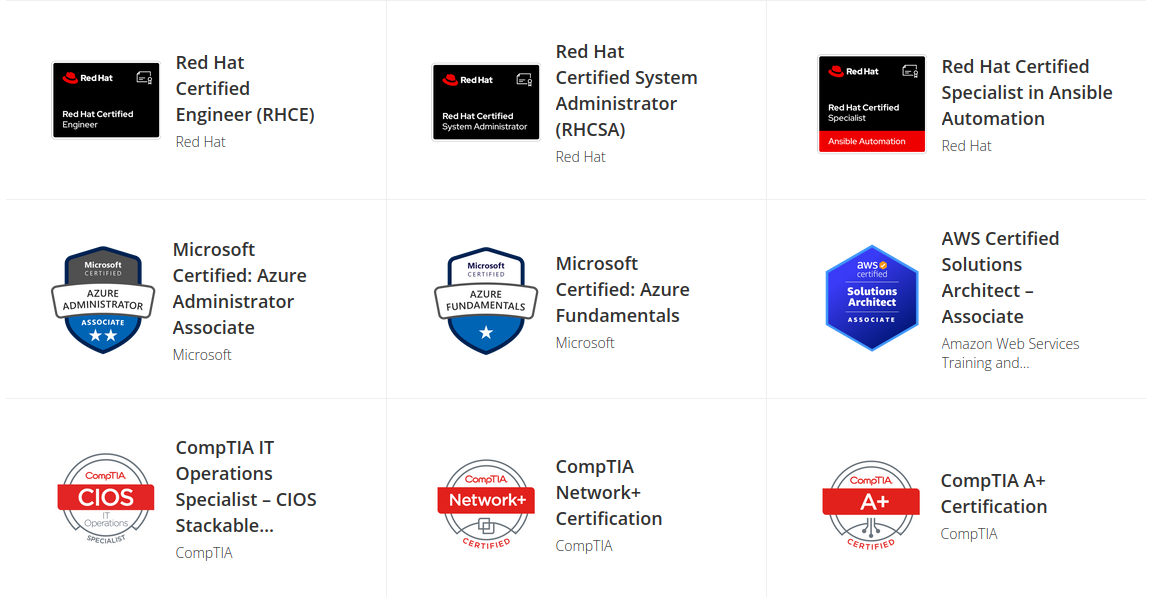 Red Hat
Red Hat Certified
Engineer
Red Hat
Certified
Engineer (RHCE)
Red Hat
Red Hat
Red Hat Certified
System Administrator
Red Hat
Certified System
Administrator
(RHCSA)
Red Hat
Red Hat
Red Hat Certified
Specialist
Ansible Automation
Red Hat Certified
Specialist in Ansible
Automation
Red Hat
Microsoft
CERTIFIED
AZURE
ADMINISTRATOR
ASSOCIATE
Microsoft
Certified: Azure
Administrator
Associate
Microsoft
Microsoft
CERTIFIED
AZURE
FUNDAMENTALS
Microsoft
Certified: Azure
Fundamentals
Microsoft
aws
certified
Solutions
Architect
ASSOCIATE
AWS Certified
Solutions
Architect –
Associate
Amazon Web Services
Training and...
CompTIA
CIOS
IT
Operations
SPECIALIST
CompTIA IT
Operations
Specialist – CIOS
Stackable...
CompTIA
CompTIA
Network+
CERTIFIED
CompTIA
Network+
Certification
CompTIA
CompTIA
A+
CERTIFIED
CompTIA A+
Certification
CompTIA